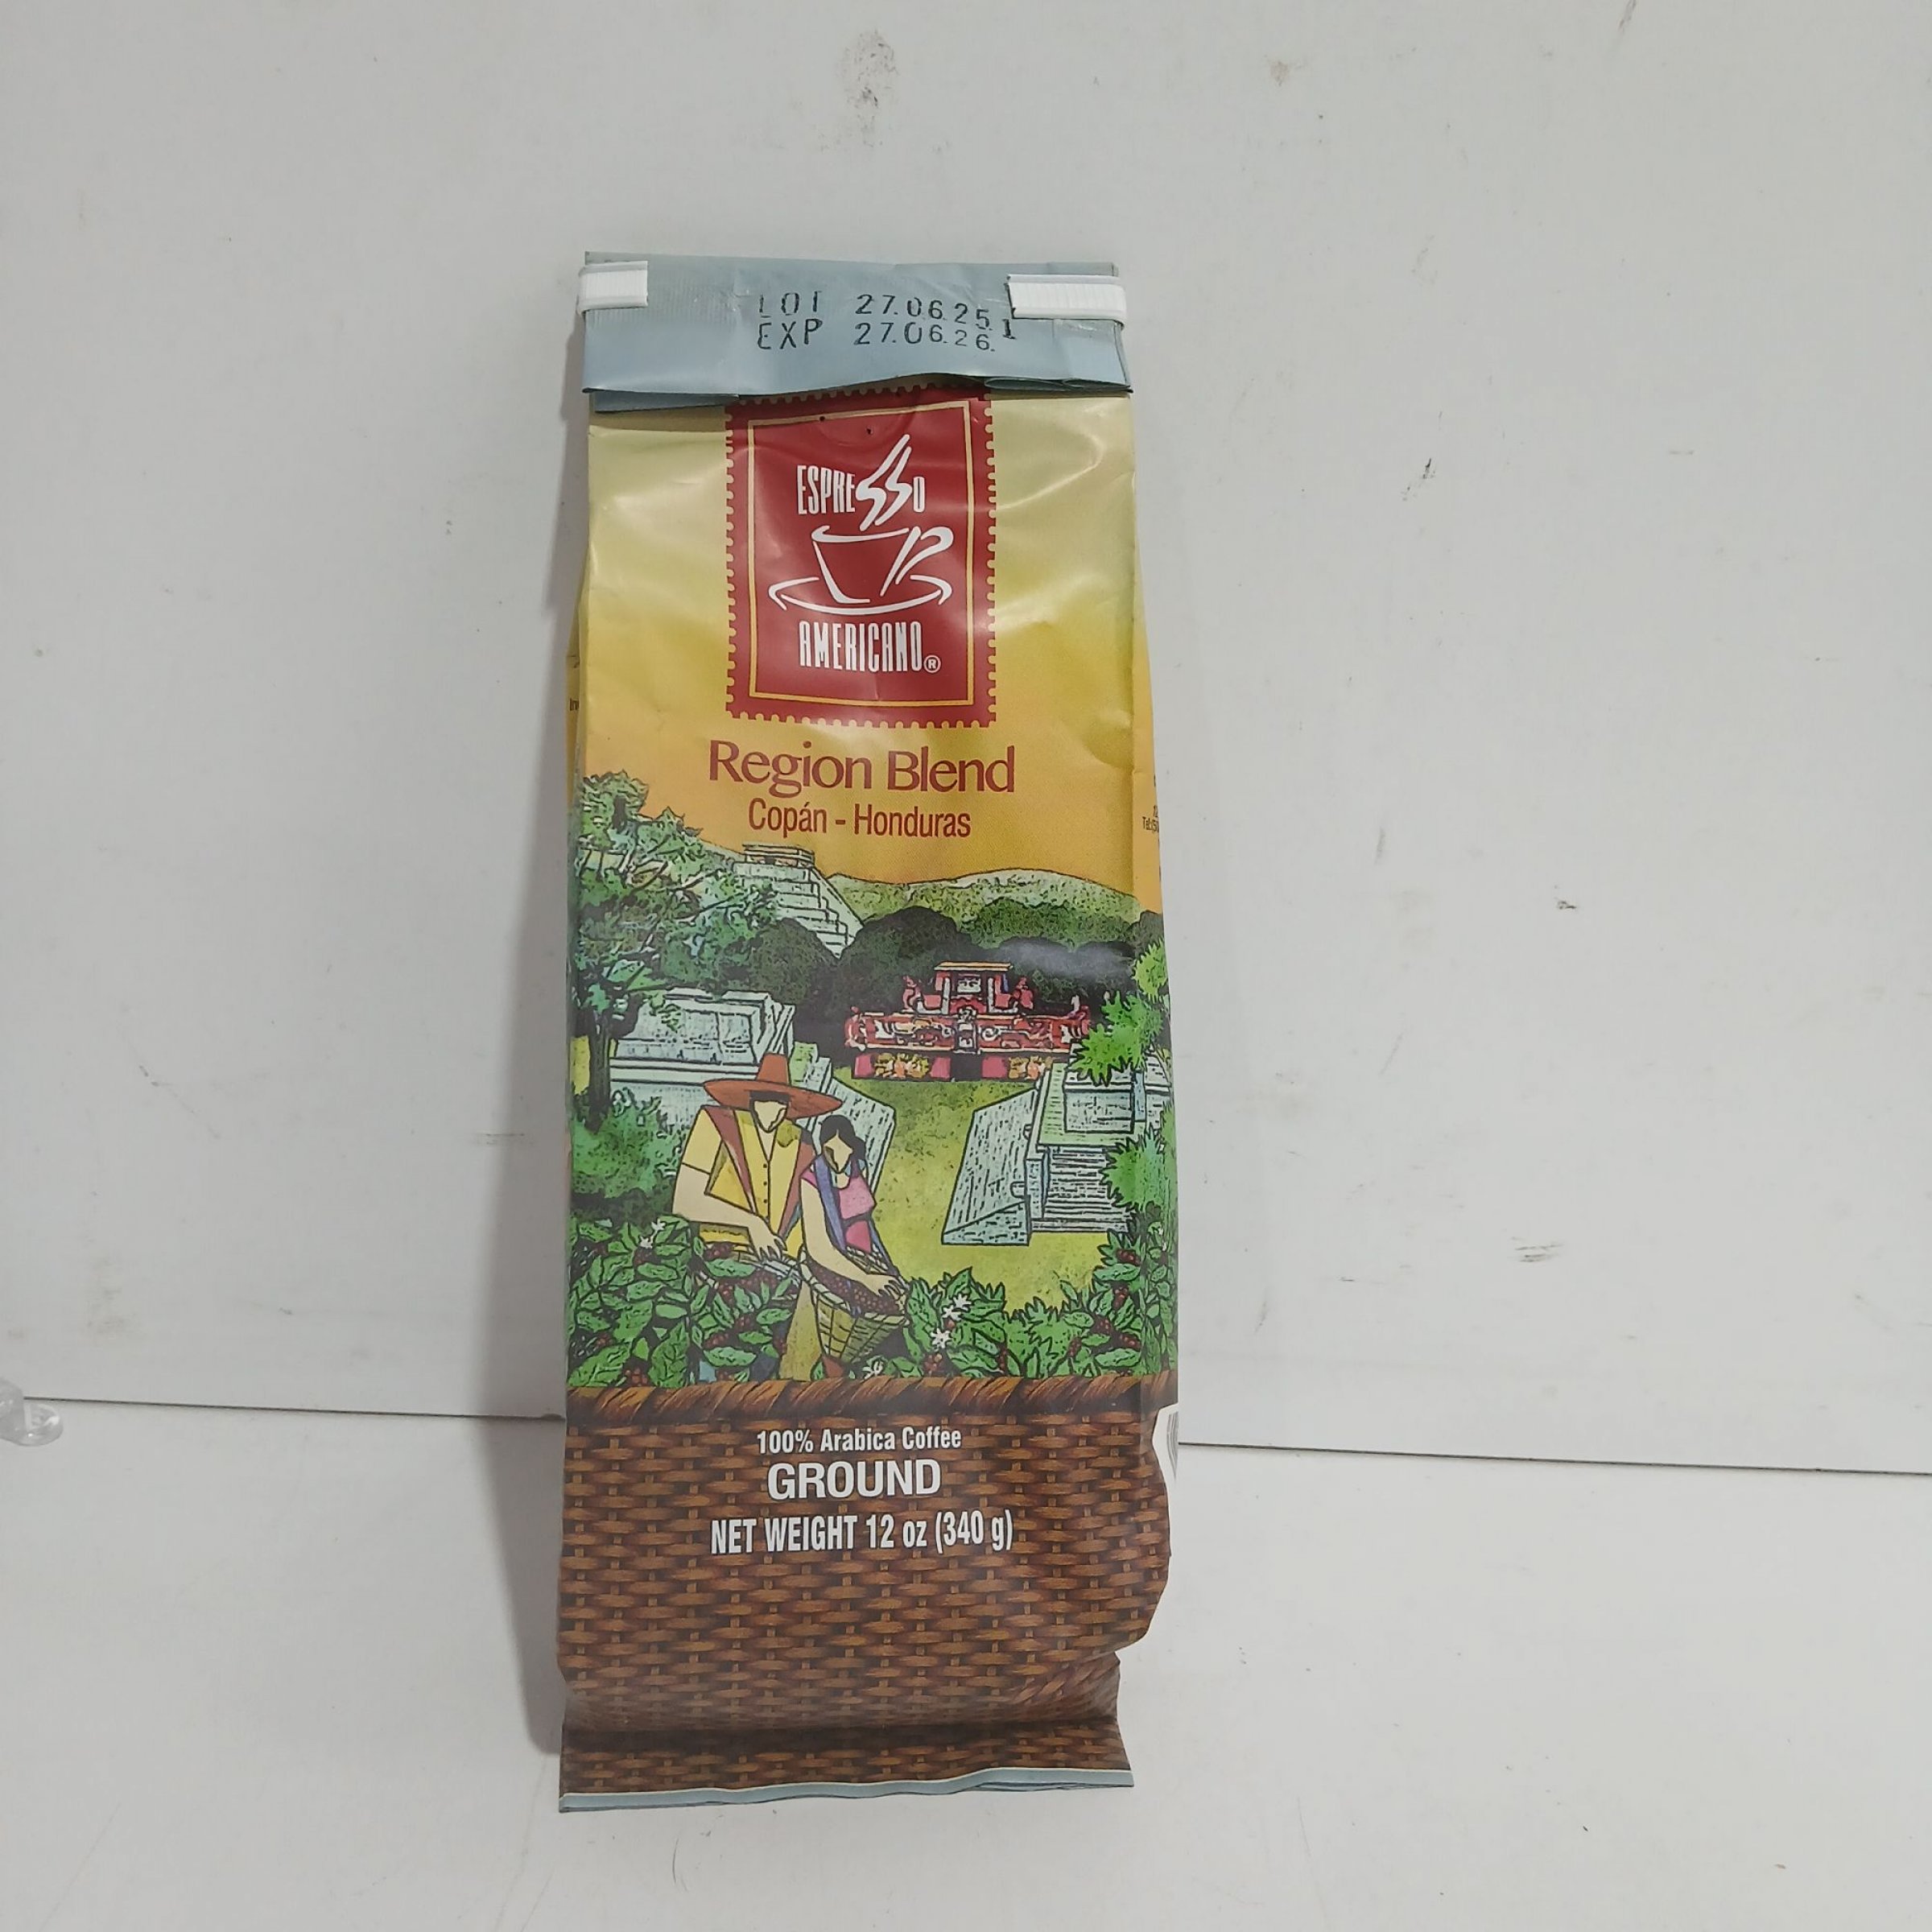 LOT 27.06.25.1
EXP 27.06.26.
ESPRESSO
AMERICANO®
Region Blend
Copán - Honduras
100% Arabica Coffee
GROUND
NET WEIGHT 12 oz (340 g)